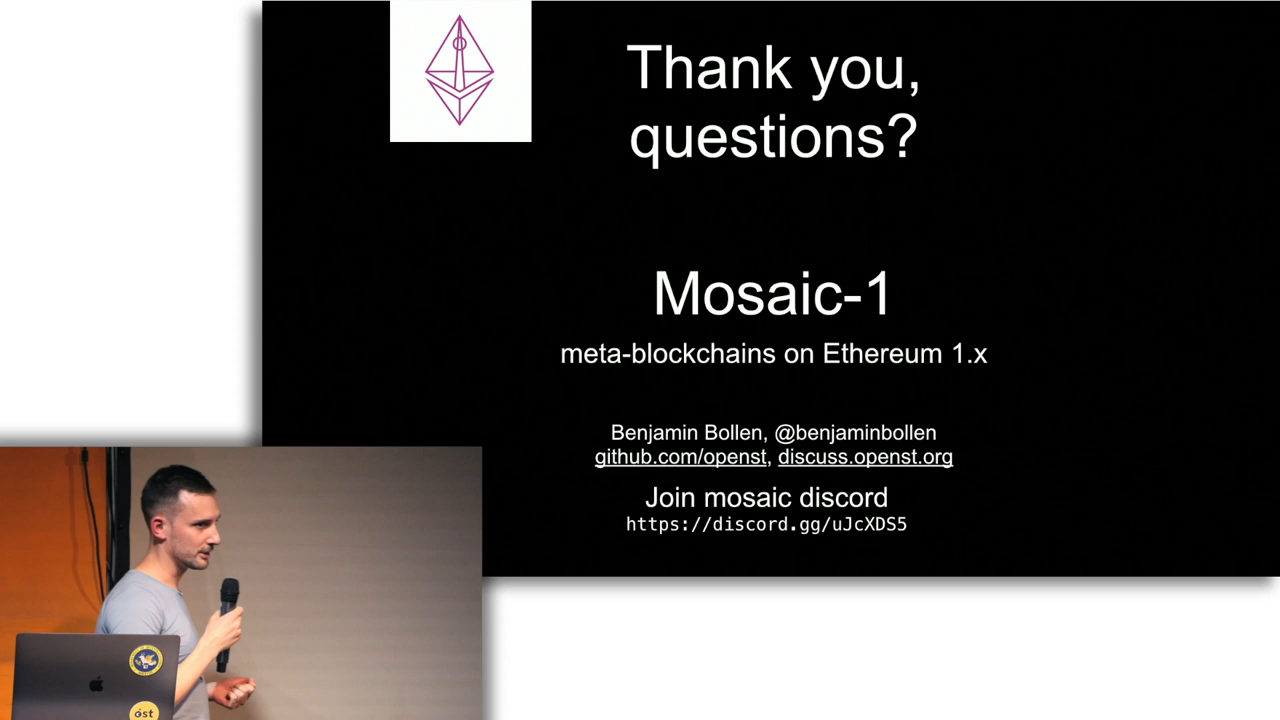 Thank you,
questions?
Mosaic-1
meta-blockchains on Ethereum 1.x
Benjamin Bollen, @benjaminbollen
github.com/openst, discuss.openst.org
Join mosaic discord
https://discord.gg/uJcXDS5
ost